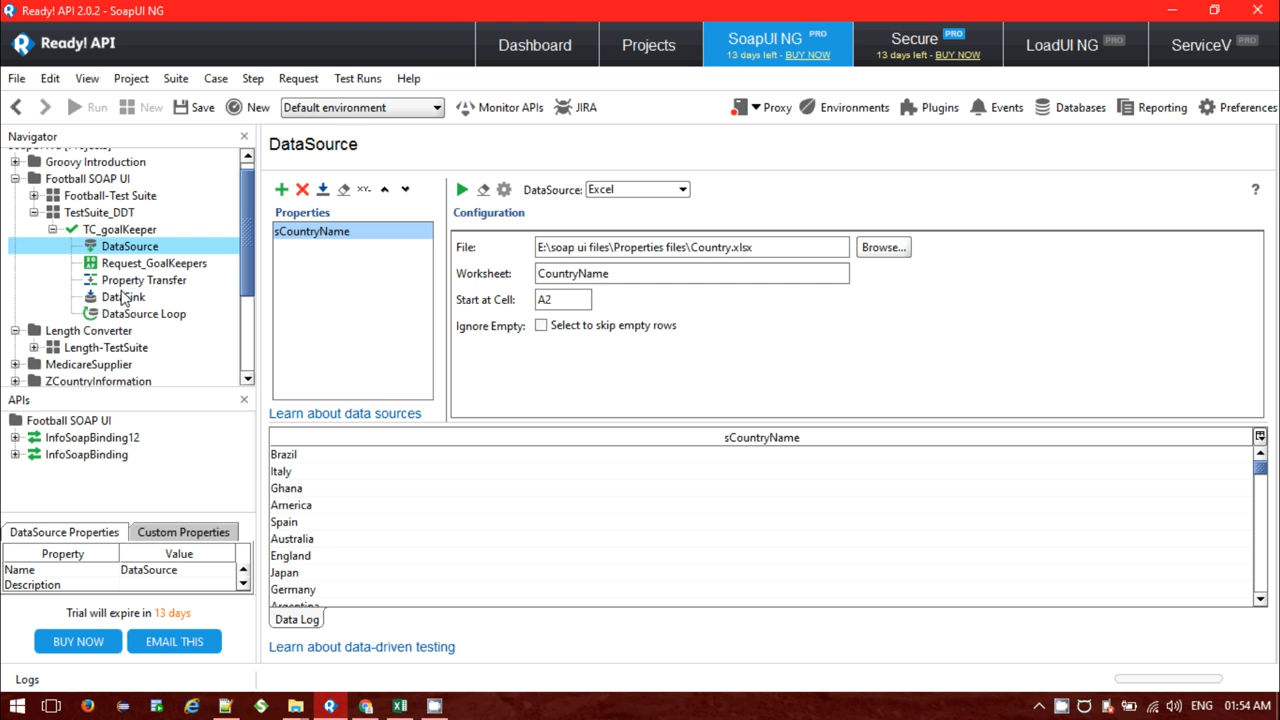 Ready! API 2.0.2 - SoapUI NG
Ready! API
Dashboard
Projects
SoapUI NG PRO
13 days left - BUY NOW
Secure PRO
13 days left - BUY NOW
LoadUI NG PRO
ServiceV PRO
File Edit View Project Suite Case Step Request Test Runs Help
Run New Save New Default environment Monitor APIs JIRA Proxy Environments Plugins Events Databases Reporting Preferences
Navigator
Groovy Introduction
Football SOAP UI
Football-Test Suite
TestSuite_DDT
TC_goalKeeper
DataSource
Request_GoalKeepers
Property Transfer
DataSink
DataSource Loop
Length Converter
Length-TestSuite
MedicareSupplier
ZCountryInformation
APIs
Football SOAP UI
InfoSoapBinding12
InfoSoapBinding
DataSource Properties Custom Properties
Property Value
Name DataSource
Description
Trial will expire in 13 days
BUY NOW EMAIL THIS
DataSource
XY-
Properties
sCountryName
Learn about data sources
DataSource: Excel
?
Configuration
File: E:\soap ui files\Properties files\Country.xlsx Browse...
Worksheet: CountryName
Start at Cell: A2
Ignore Empty: Select to skip empty rows
sCountryName
Brazil
Italy
Ghana
America
Spain
Australia
England
Japan
Germany
Argentina
Data Log
Learn about data-driven testing
Logs
ENG 01:54 AM